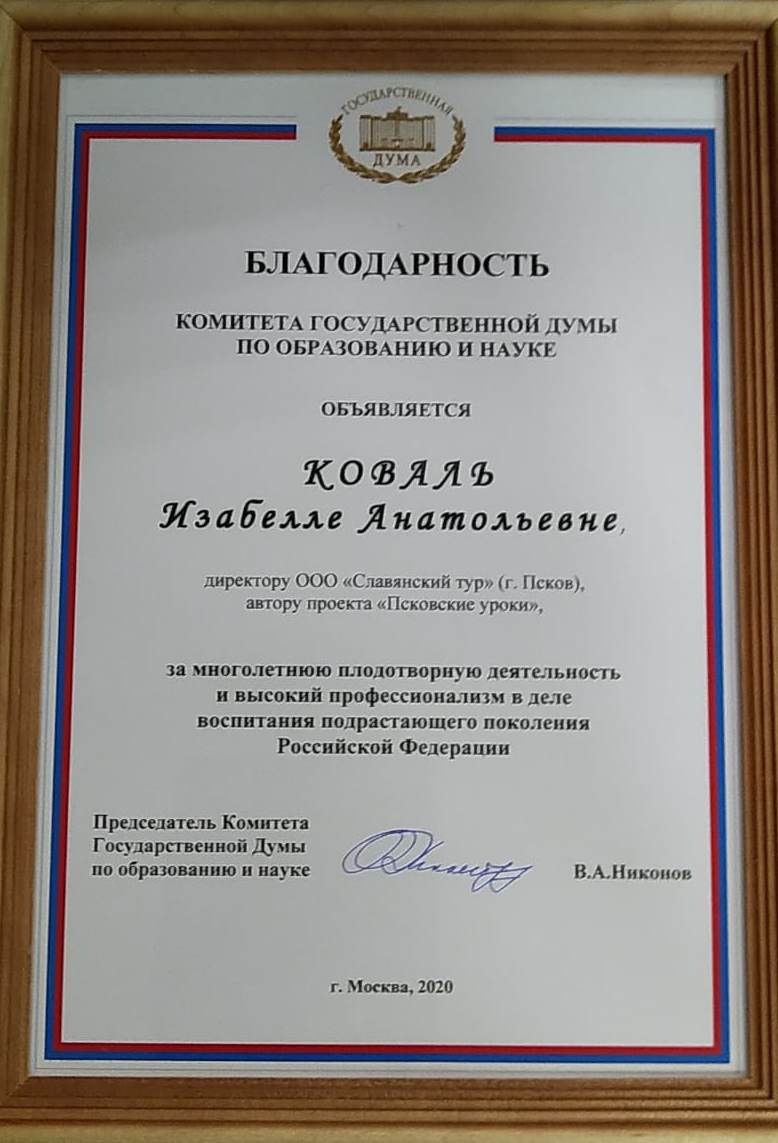 ГОСУДАРСТВЕННАЯ
ДУМА
БЛАГОДАРНОСТЬ
КОМИТЕТА ГОСУДАРСТВЕННОЙ ДУМЫ
ПО ОБРАЗОВАНИЮ И НАУКЕ
ОБЪЯВЛЯЕТСЯ
КОВАЛЬ
Изабелле Анатольевне,
директору ООО «Славянский тур» (г. Псков),
автору проекта «Псковские уроки»,
за многолетнюю плодотворную деятельность
и высокий профессионализм в деле
воспитания подрастающего поколения
Российской Федерации
Председатель Комитета
Государственной Думы
по образованию и науке
В.А.Никонов
г. Москва, 2020